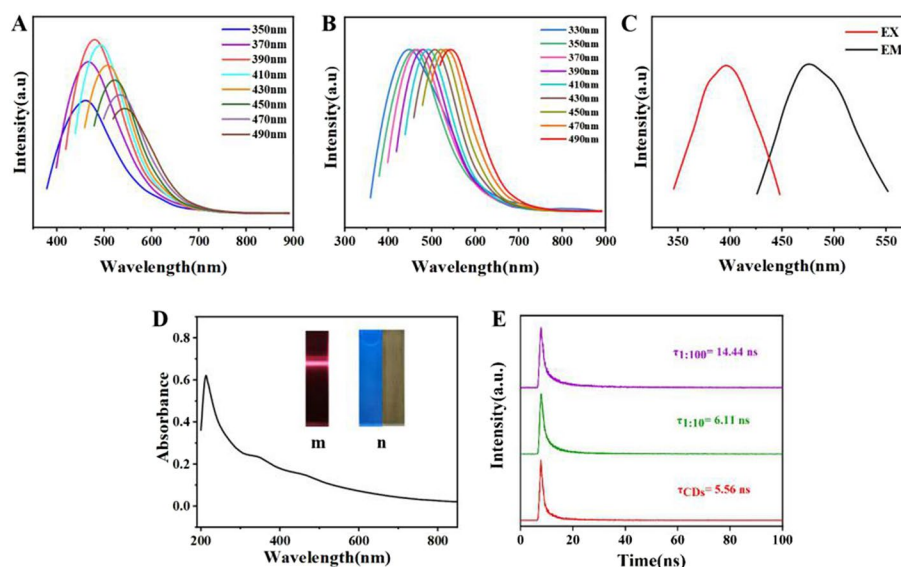 A
350nm
370nm
390nm
410nm
430nm
450nm
470nm
490nm
Intensity(a.u)
400 500 600 700 800 900
Wavelength(nm)
B
330nm
350nm
370nm
390nm
410nm
430nm
450nm
470nm
490nm
Intensity(a.u)
300 400 500 600 700 800 900
Wavelength(nm)
C
EX
EM
Intensity(a.u)
350 400 450 500 550
Wavelength(nm)
D
0.8
0.6
0.4
0.2
0.0
Absorbance
m n
200 400 600 800
Wavelength(nm)
E
τ1:100= 14.44 ns
τ1:10= 6.11 ns
τCDs= 5.56 ns
Intensity(a.u.)
0 20 40 60 80 100
Time(ns)